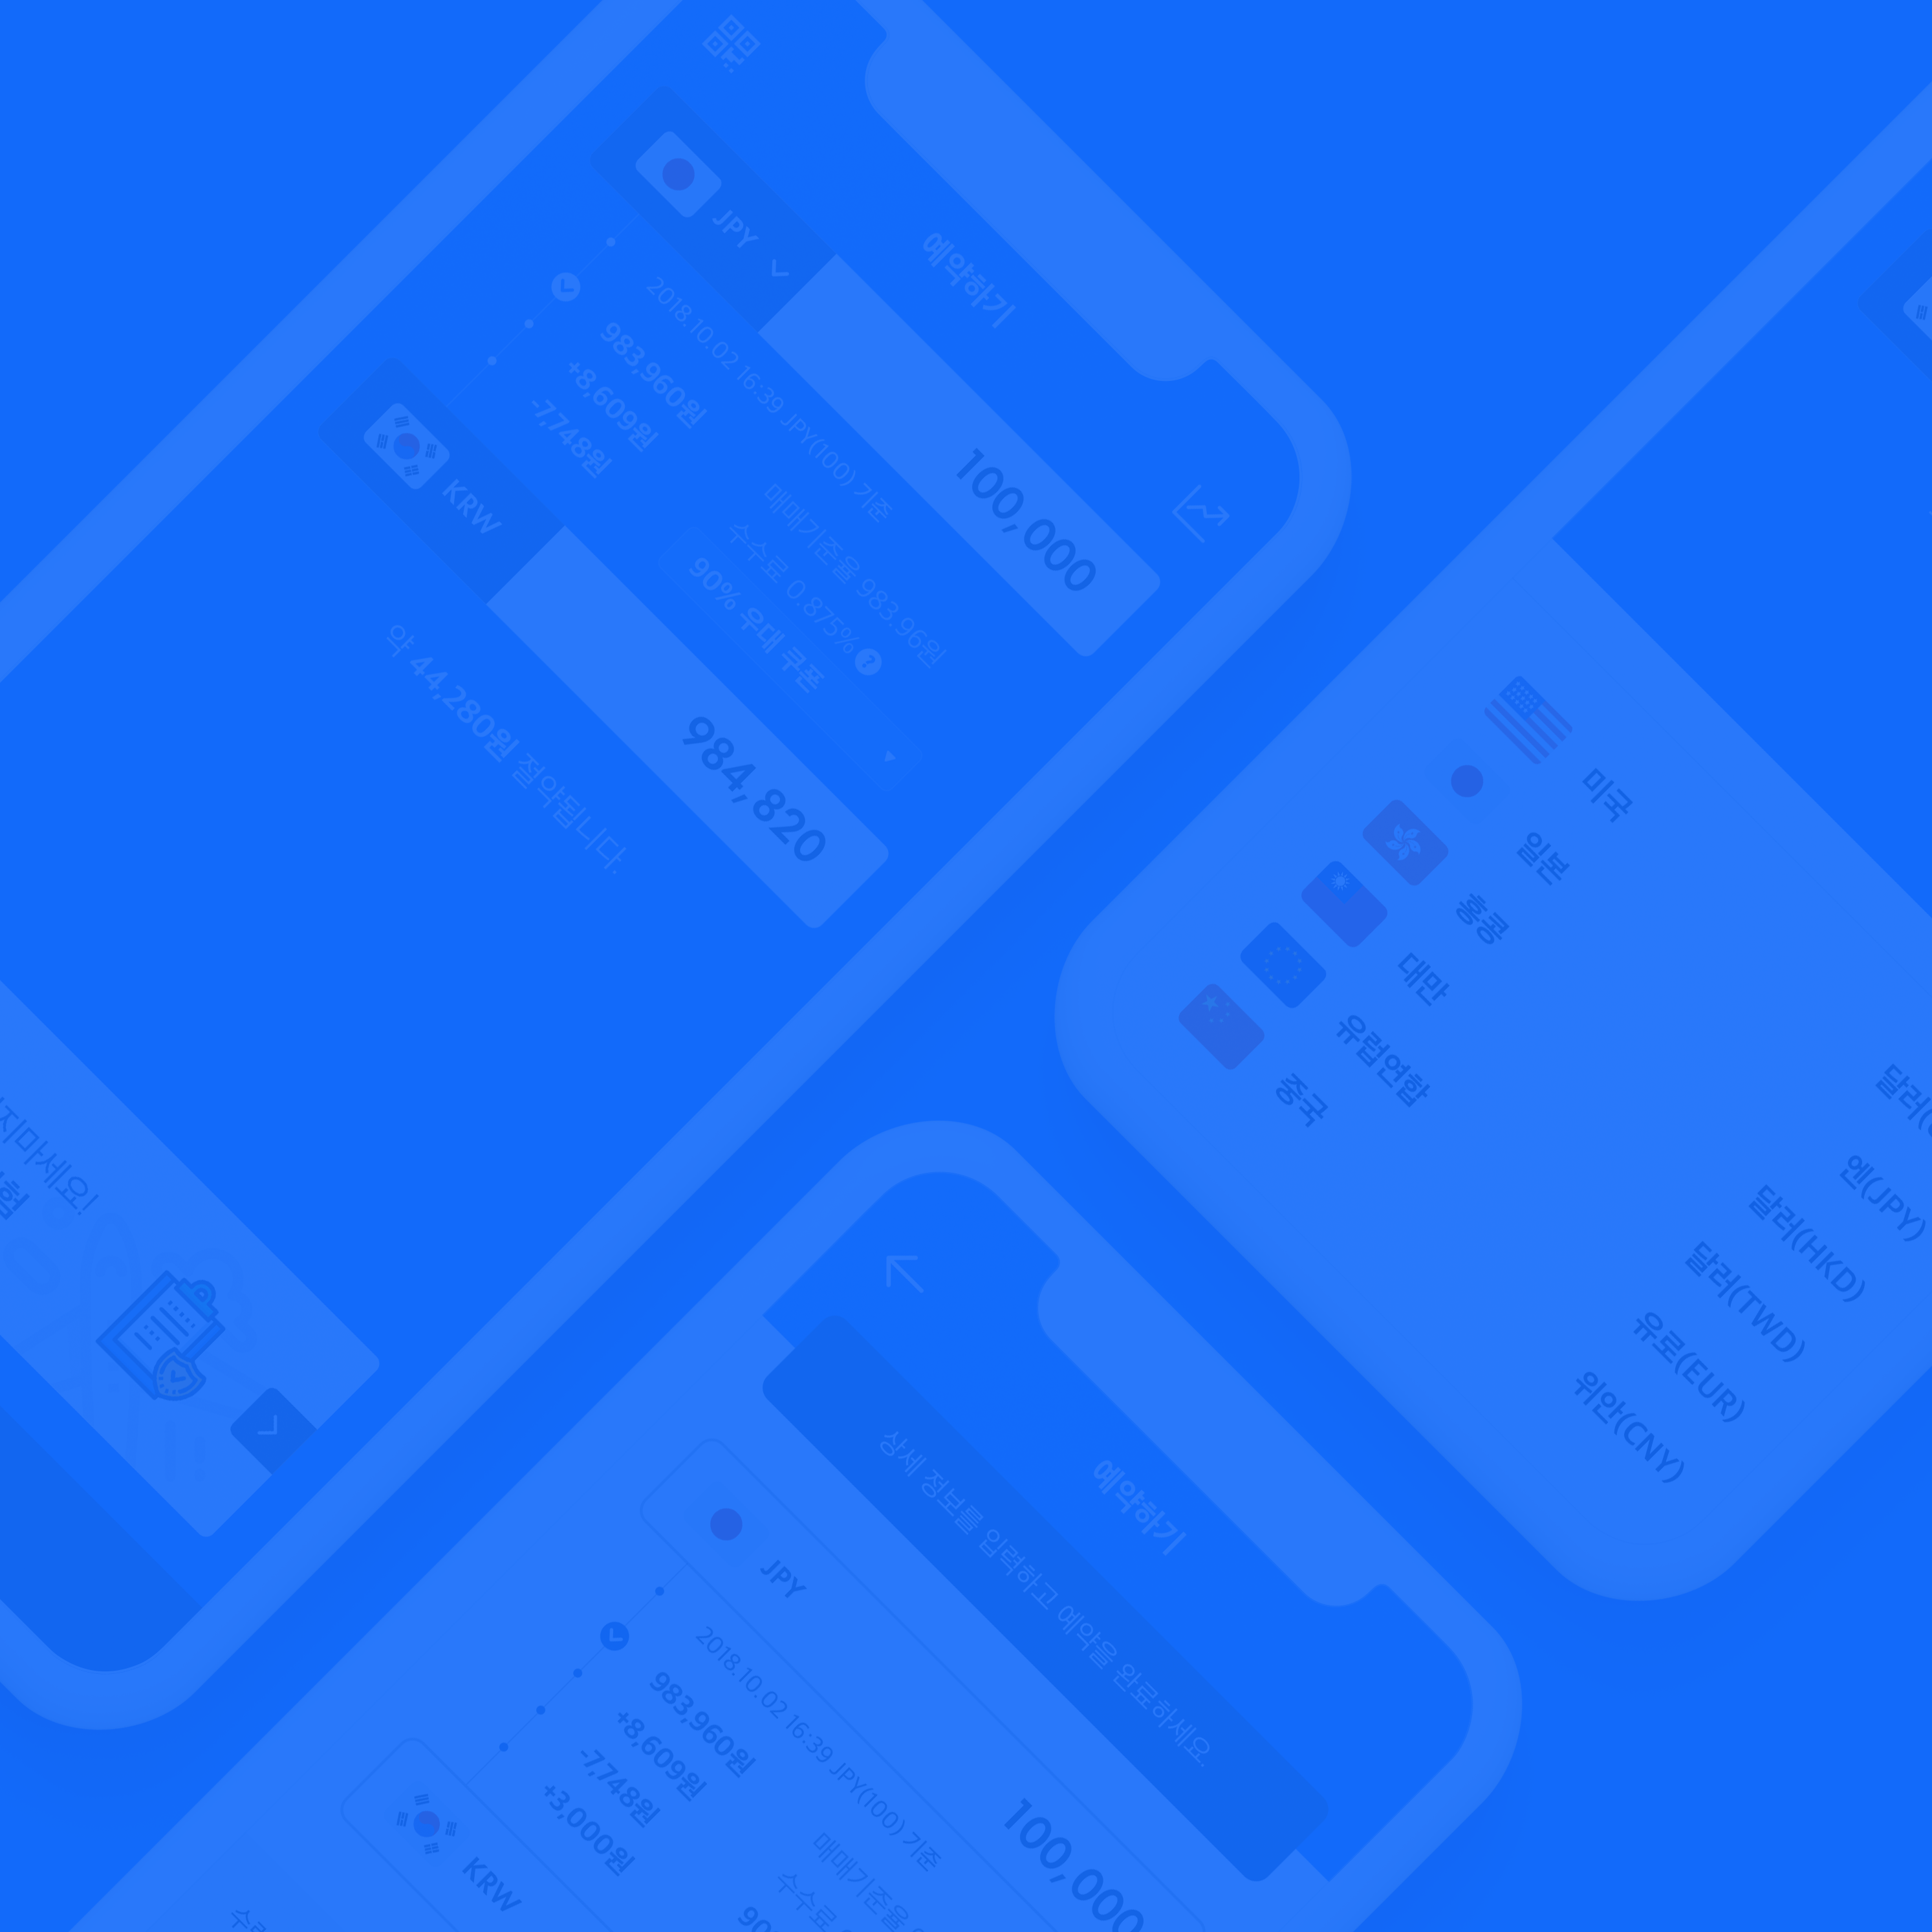 예약하기
JPY
100,000
2018.10.02 16:39 JPY(100) 기준
983,960원
매매기준율 983.96원
+8,609원
수수료 0.875% ?
-7,748원
90% 우대 쿠폰
KRW
984,820
약 44,280원 절약됩니다.
지마세요!
미국
일본
엔(JPY)
홍콩
달러(HKD)
대만
달러(TWD)
유럽연합
유로(EUR)
중국
위안(CNY)
예약하기
상세 정보를 입력하고 예약을 완료하세요.
JPY
100,000
2018.10.02 16:39 JPY(100) 기준
983,960원
매매기준율
+8,609원
수수료
-7,748원
+3,000원
KRW